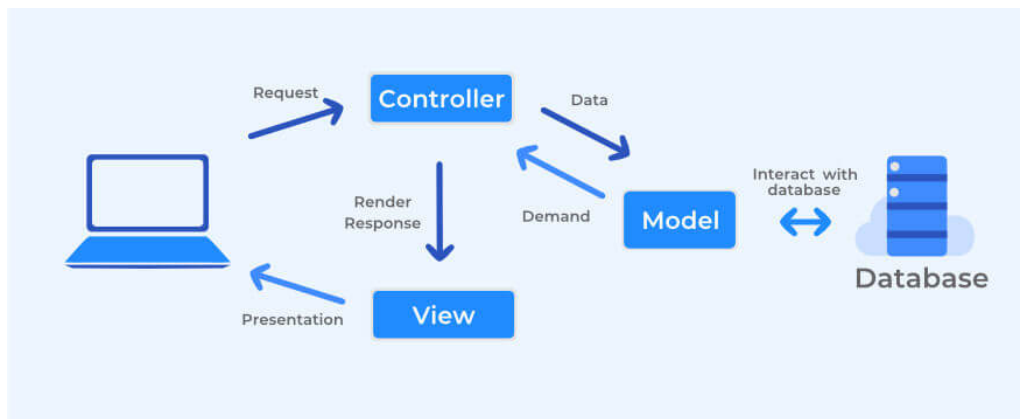 Request
Controller
Data
Interact with
database
Render
Response
Demand
Model
Database
Presentation
View